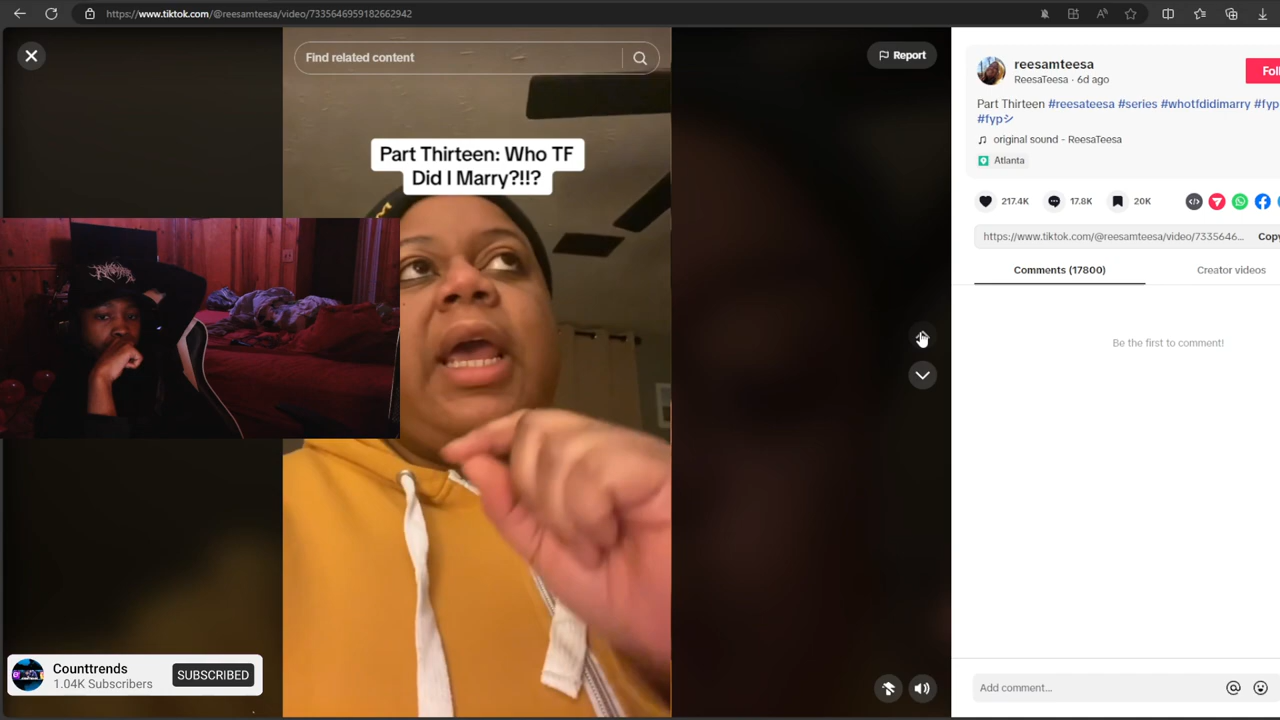 https://www.tiktok.com/@reesamteesa/video/7335646959182662942
Find related content
Report
Part Thirteen: Who TF
Did I Marry?!!?
Counttrends
1.04K Subscribers
SUBSCRIBED
reesamteesa
ReesaTeesa · 6d ago
Foll
Part Thirteen #reesateesa #series #whotfdidimarry #fyp
#fypシ
original sound - ReesaTeesa
Atlanta
217.4K 17.8K 20K
https://www.tiktok.com/@reesamteesa/video/7335646... Copy
Comments (17800) Creator videos
Be the first to comment!
Add comment...